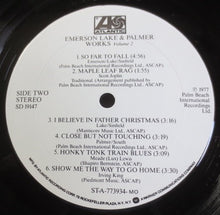 ATLANTIC
EMERSON LAKE & PALMER
WORKS Volume 2
1. SO FAR TO FALL (4:56)
Emerson/Lake/Sinfield
Palm Beach International Recordings Ltd., ASCAP)
2. MAPLE LEAF RAG (3:55)
Scott Joplin
Traditional (Arrangement published by
Palm Beach International
Recordings Ltd., ASCAP)
SIDE TWO
STEREO
SD 19147
℗ 1977
Palm Beach
International
Recordings
Ltd
3. I BELIEVE IN FATHER CHRISTMAS (3:17)
Lake/Sinfield
(Manticore Music Ltd., ASCAP)
4. CLOSE BUT NOT TOUCHING (3:19)
Palmer/South
(Palm Beach International Recordings Ltd., ASCAP)
5. HONKY TONK TRAIN BLUES (3:09)
Meade (Lux) Lewis
(Shapiro Bernstein, ASCAP)
6. SHOW ME THE WAY TO GO HOME (3:30)
Irving King
(Piedmont Music, ASCAP)
STA-773934-MO